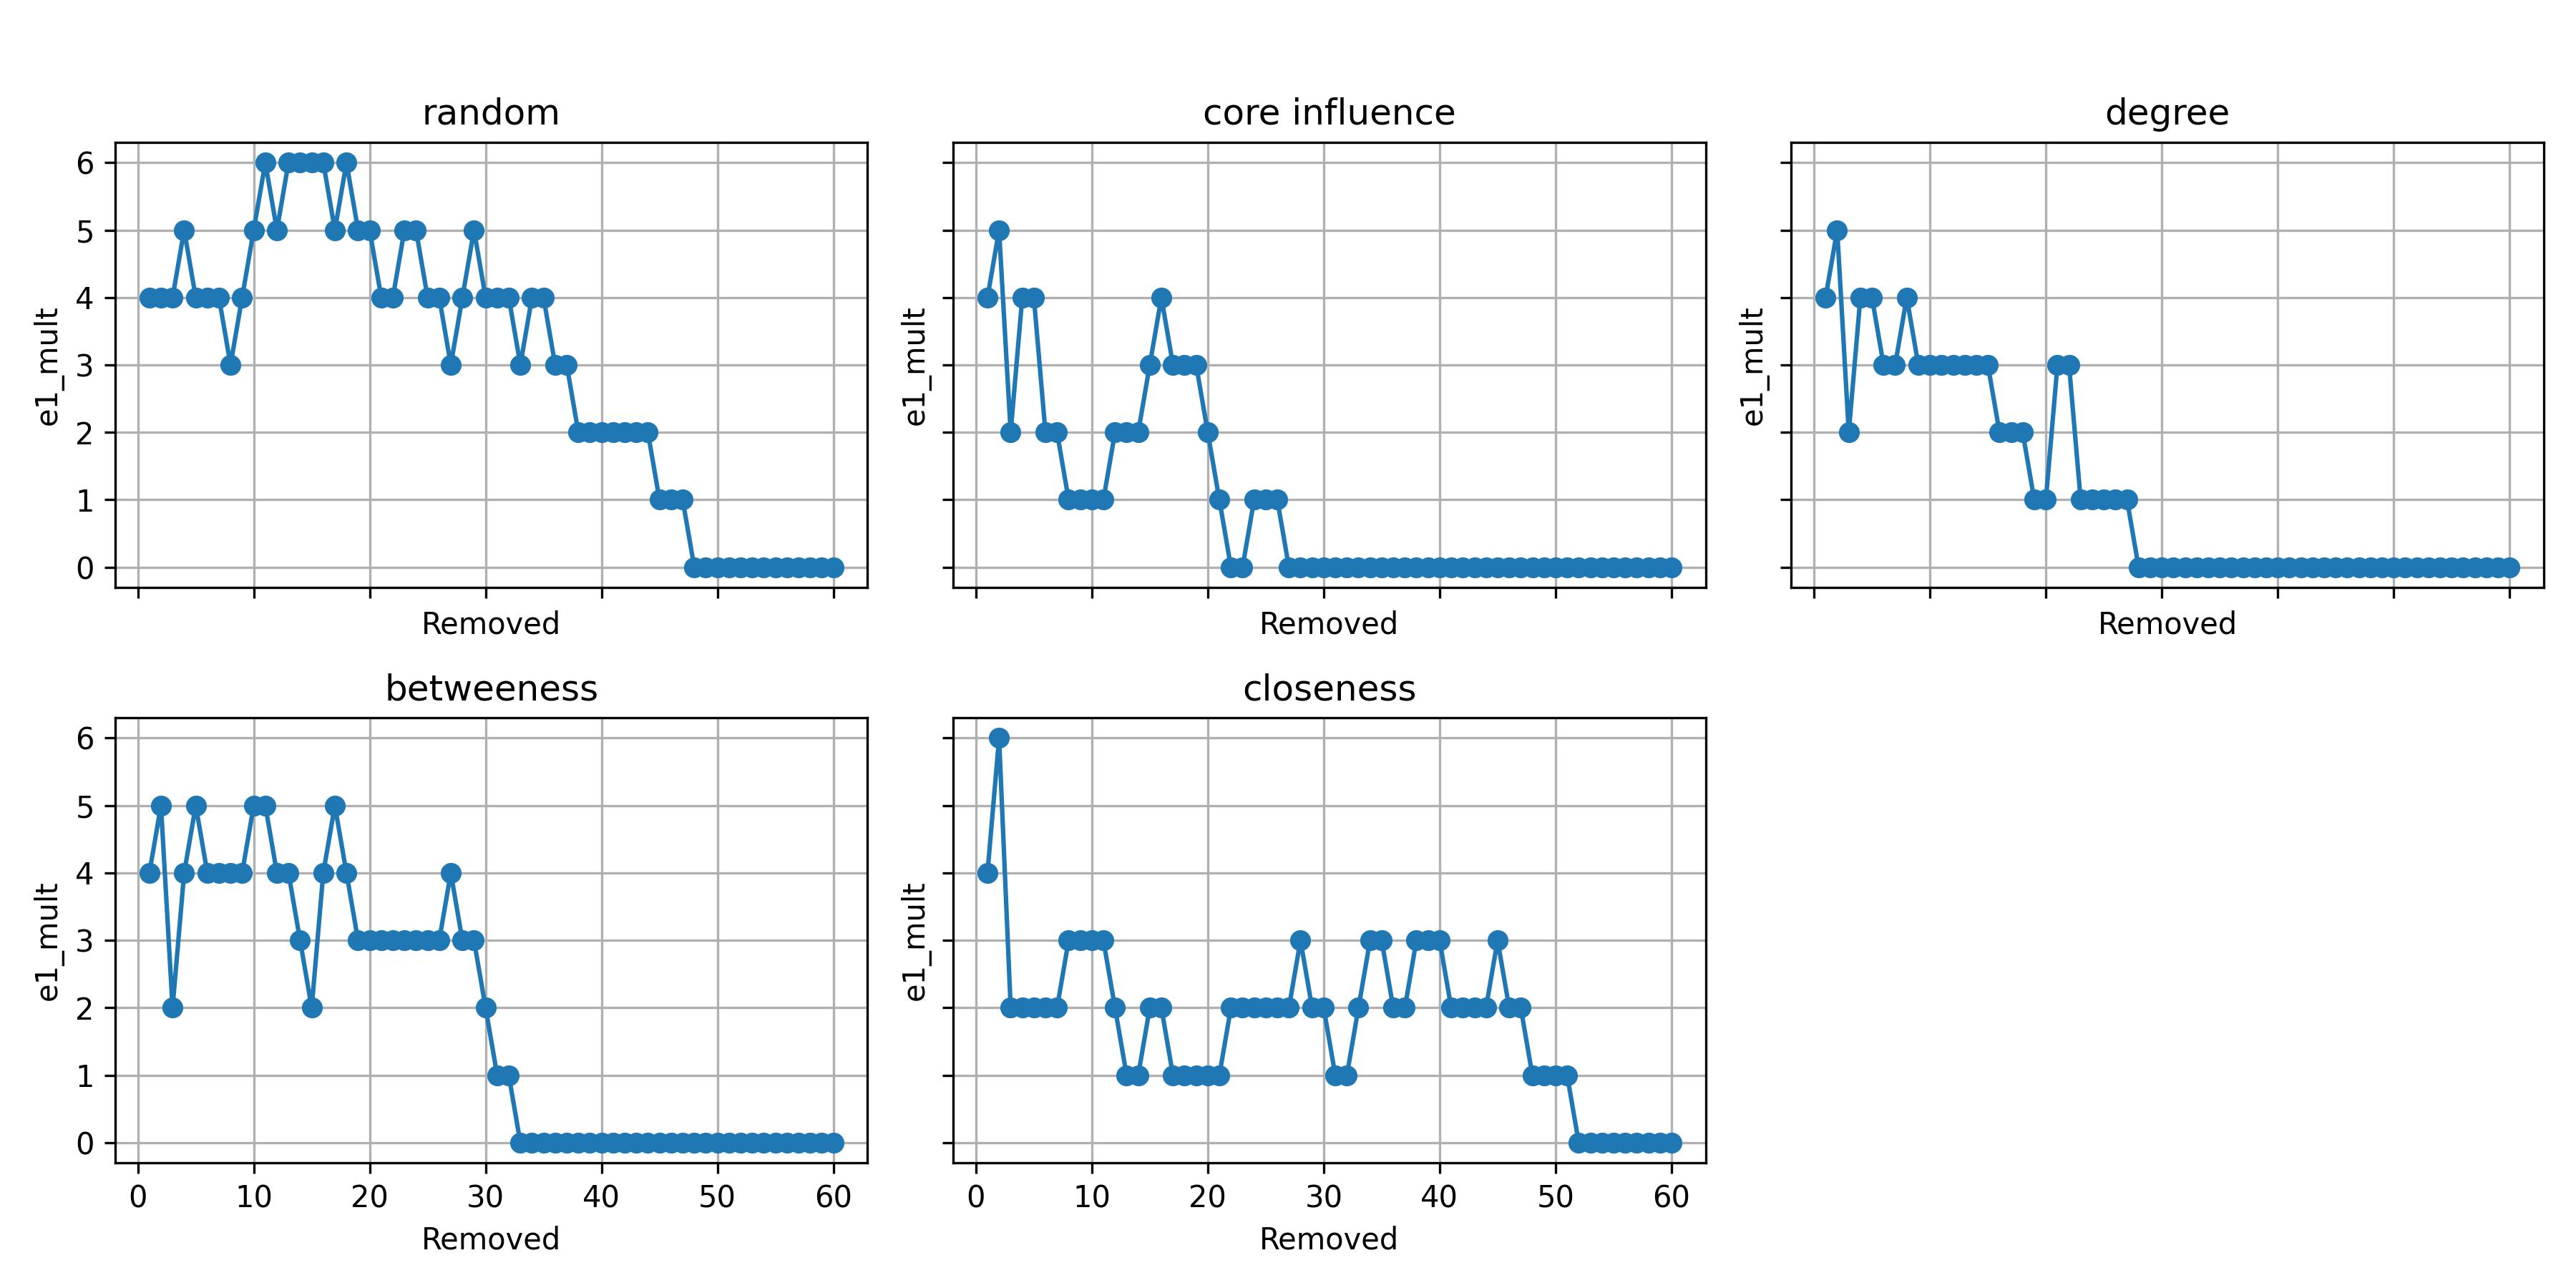 random
core influence
degree
6
5
4
3
2
1
0
e1_mult
e1_mult
e1_mult
Removed
Removed
Removed
betweeness
closeness
6
5
4
3
2
1
0
e1_mult
e1_mult
0 10 20 30 40 50 60
0 10 20 30 40 50 60
Removed
Removed